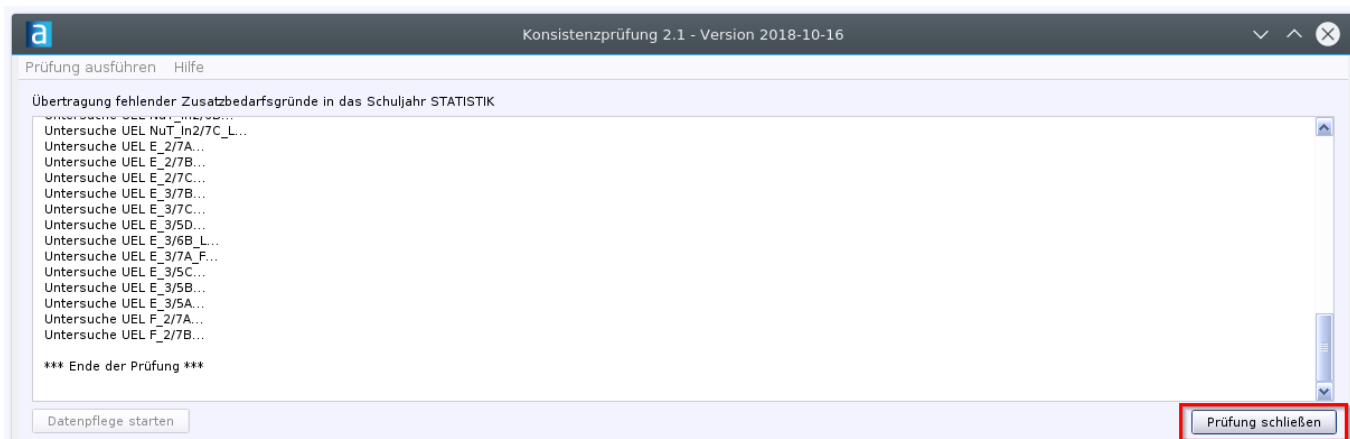 a
Konsistenzprüfung 2.1 - Version 2018-10-16
Prüfung ausführen Hilfe
Übertragung fehlender Zusatzbedarfsgründe in das Schuljahr STATISTIK
Untersuche UEL NuT_In2/7C_L...
Untersuche UEL E_2/7A...
Untersuche UEL E_2/7B...
Untersuche UEL E_2/7C...
Untersuche UEL E_3/7B...
Untersuche UEL E_3/7C...
Untersuche UEL E_3/5D...
Untersuche UEL E_3/6B_L...
Untersuche UEL E_3/7A_F...
Untersuche UEL E_3/5C...
Untersuche UEL E_3/5B...
Untersuche UEL E_3/5A...
Untersuche UEL F_2/7A...
Untersuche UEL F_2/7B...
*** Ende der Prüfung ***
Datenpflege starten Prüfung schließen